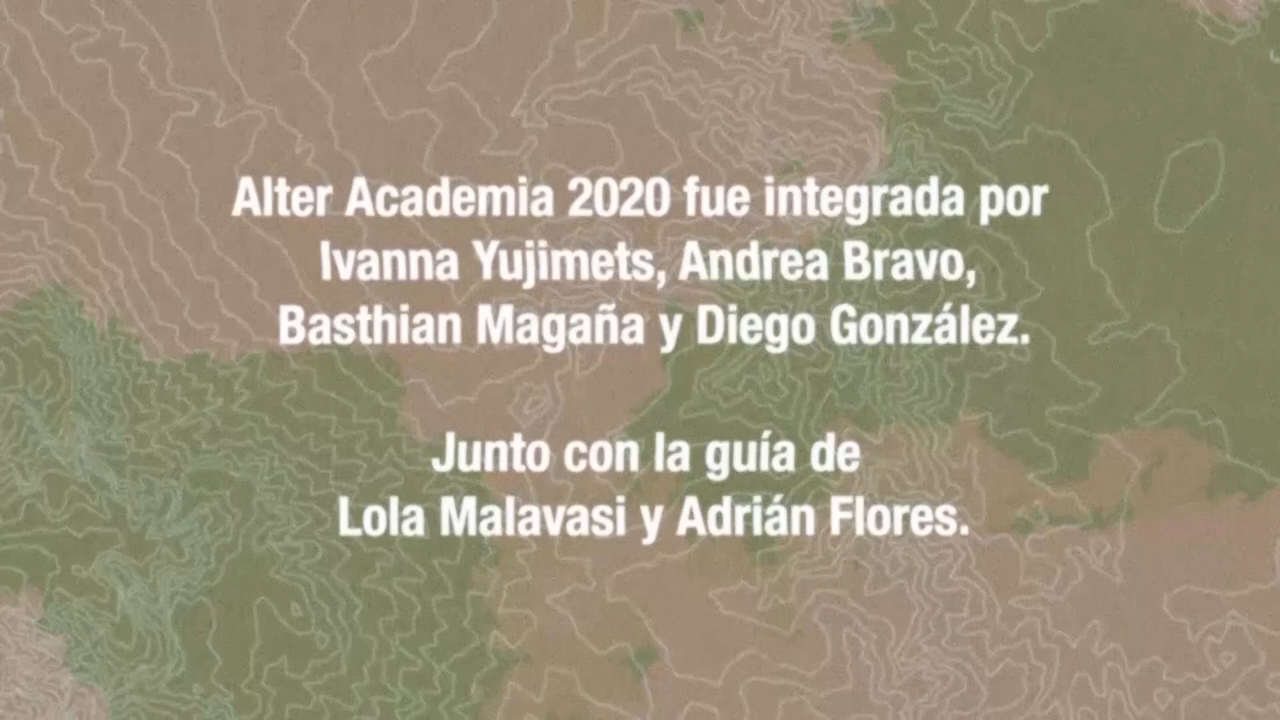 Alter Academia 2020 fue integrada por
Ivanna Yujimets, Andrea Bravo,
Basthian Magaña y Diego González.
Junto con la guía de
Lola Malavasi y Adrián Flores.